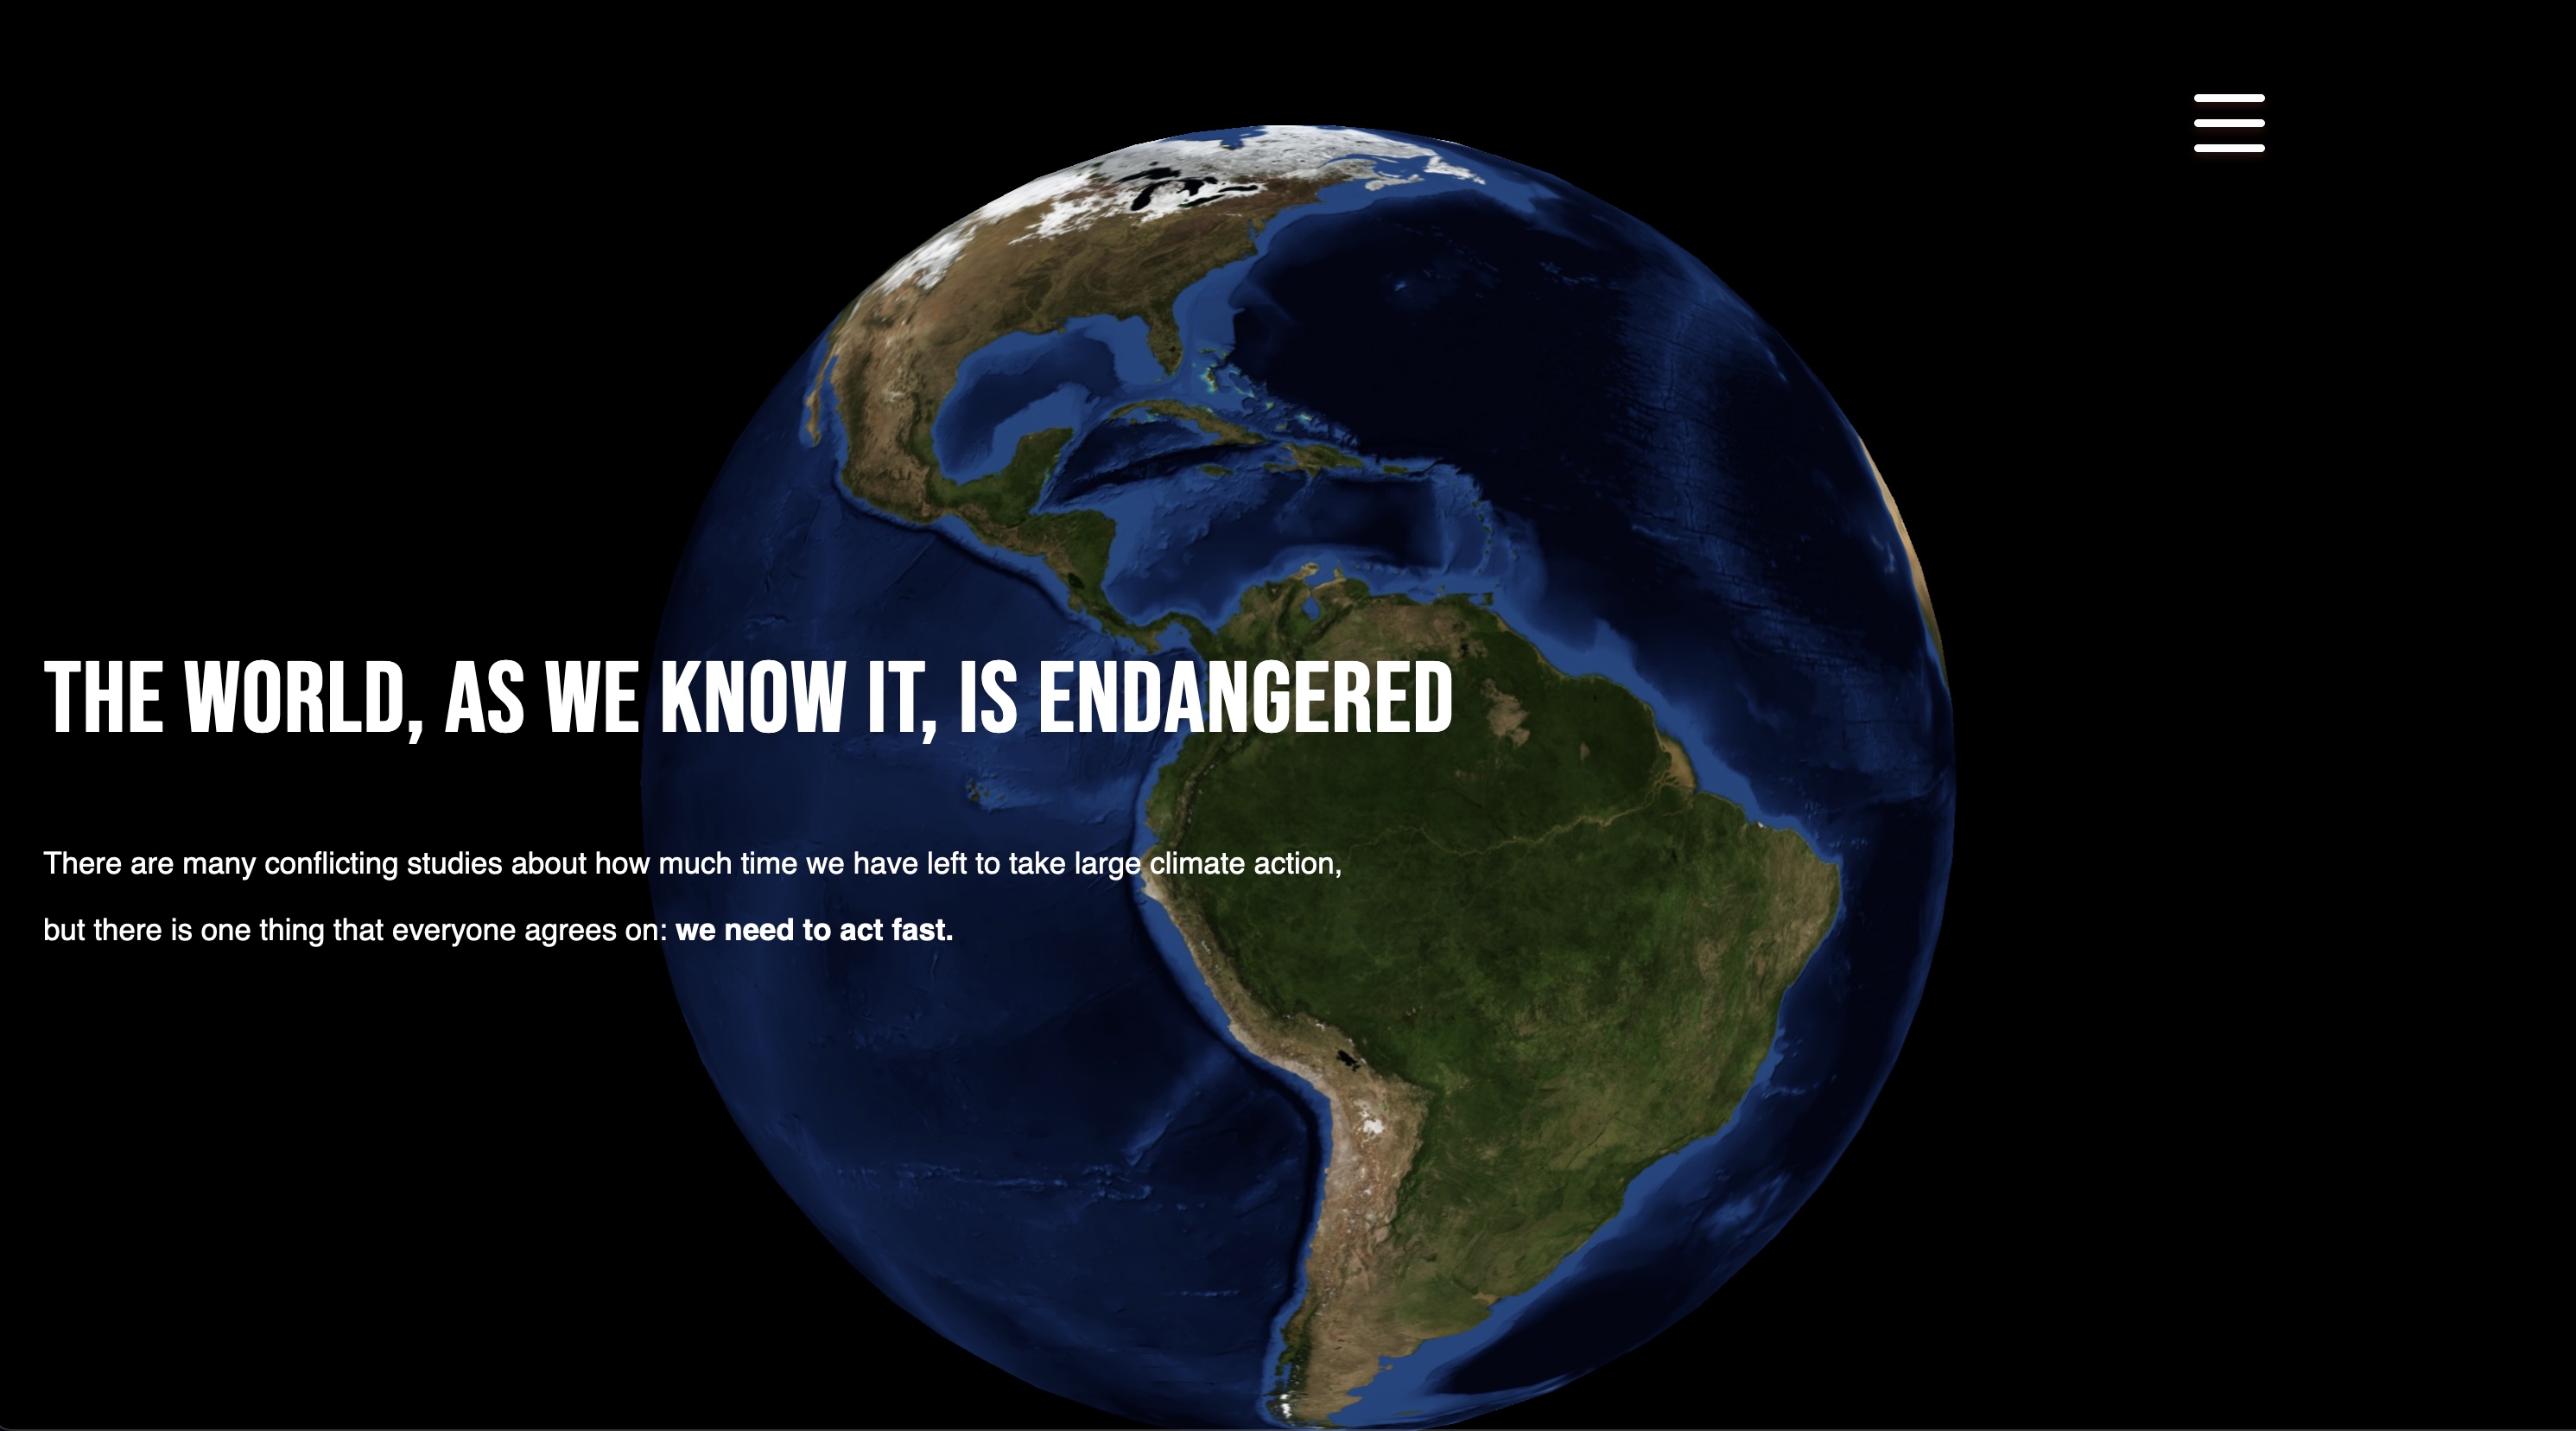 THE WORLD, AS WE KNOW IT, IS ENDANGERED
There are many conflicting studies about how much time we have left to take large climate action,
but there is one thing that everyone agrees on: we need to act fast.